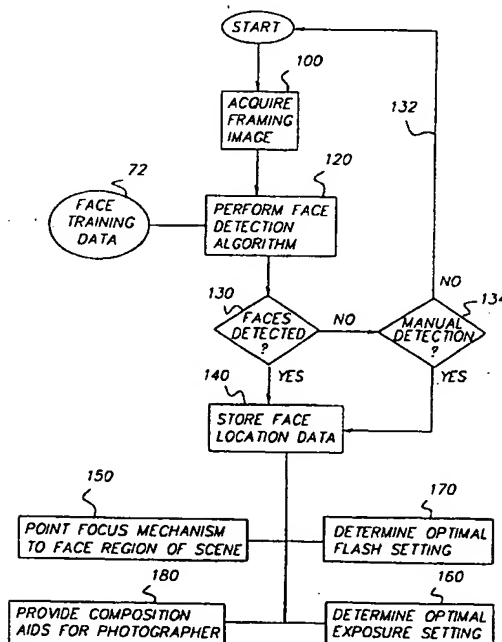 START
100
ACQUIRE
FRAMING
IMAGE
132
72
120
FACE
TRAINING
DATA
PERFORM FACE
DETECTION
ALGORITHM
NO
130
134
FACES
DETECTED
?
NO
MANUAL
DETECTION
?
140
YES
YES
STORE FACE
LOCATION DATA
150
170
POINT FOCUS MECHANISM
TO FACE REGION OF SCENE
DETERMINE OPTIMAL
FLASH SETTING
180
160
PROVIDE COMPOSITION
AIDS FOR PHOTOGRAPHER
DETERMINE OPTIMAL
EXPOSURE SETTING